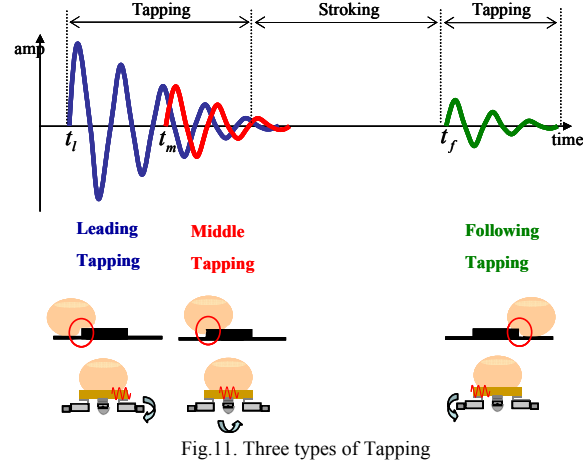 Tapping Stroking Tapping
amp
t_l t_m t_f time
Leading Middle Following
Tapping Tapping Tapping
Fig.11. Three types of Tapping